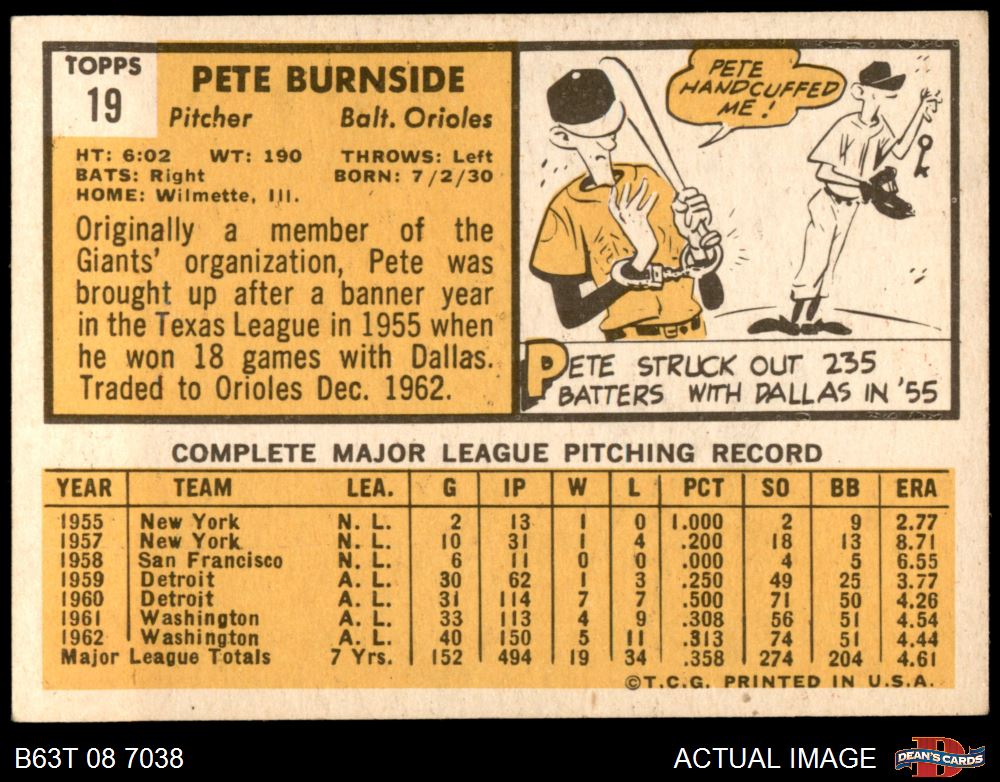 TOPPS
19
PETE BURNSIDE
Pitcher Balt. Orioles
HT: 6:02 WT: 190 THROWS: Left
BATS: Right BORN: 7/2/30
HOME: Wilmette, Ill.
Originally a member of the
Giants' organization, Pete was
brought up after a banner year
in the Texas League in 1955 when
he won 18 games with Dallas.
Traded to Orioles Dec. 1962.
PETE
HANDCUFFED
ME!
PETE STRUCK OUT 235
BATTERS WITH DALLAS IN '55
COMPLETE MAJOR LEAGUE PITCHING RECORD
YEAR TEAM LEA. G IP W L PCT SO BB ERA
1955 New York N. L. 2 13 1 0 1.000 2 9 2.77
1957 New York N. L. 10 31 1 4 .200 18 13 8.71
1958 San Francisco N. L. 6 11 0 0 .000 4 5 6.55
1959 Detroit A. L. 30 62 1 3 .250 49 25 3.77
1960 Detroit A. L. 31 114 7 7 .500 71 50 4.26
1961 Washington A. L. 33 113 4 9 .308 56 51 4.54
1962 Washington A. L. 40 150 5 11 .313 74 51 4.44
Major League Totals 7 Yrs. 152 494 19 34 .358 274 204 4.61
©T.C.G. PRINTED IN U.S.A.
B63T 08 7038 ACTUAL IMAGE
D
DEAN'S CARDS